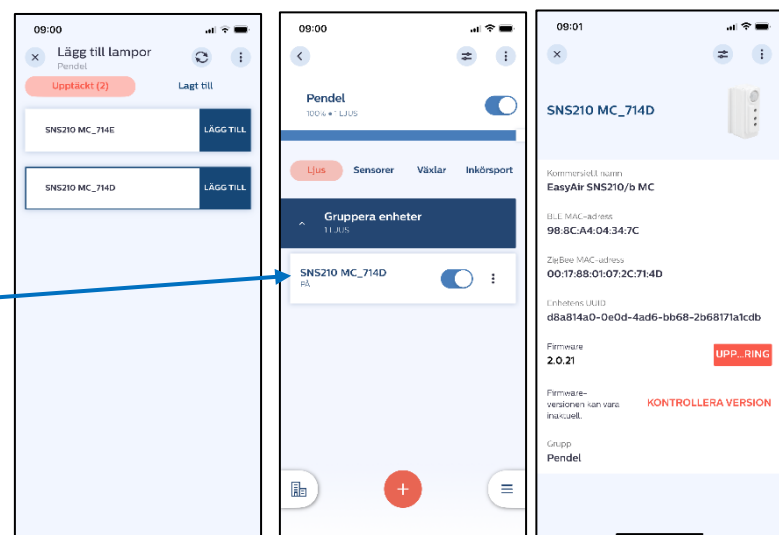 09:00
Lägg till lampor
Pendel
Upptäckt (2)
Lagt till
SNS210 MC_714E
LÄGG TILL
SNS210 MC_714D
LÄGG TILL
09:00
Pendel
100% • 1 LJUS
Ljus
Sensorer
Växlar
Inkörsport
Gruppera enheter
1 LJUS
SNS210 MC_714D
PÅ
09:01
SNS210 MC_714D
Kommersiellt namn
EasyAir SNS210/b MC
BLE MAC-adress
98:8C:A4:04:34:7C
ZigBee MAC-adress
00:17:88:01:07:2C:71:4D
Enhetens UUID
d8a814a0-0e0d-4ad6-bb68-2b68171a1cdb
Firmware
2.0.21
UPP...RING
Firmware-
versionen kan vara
inaktuell.
KONTROLLERA VERSION
Grupp
Pendel